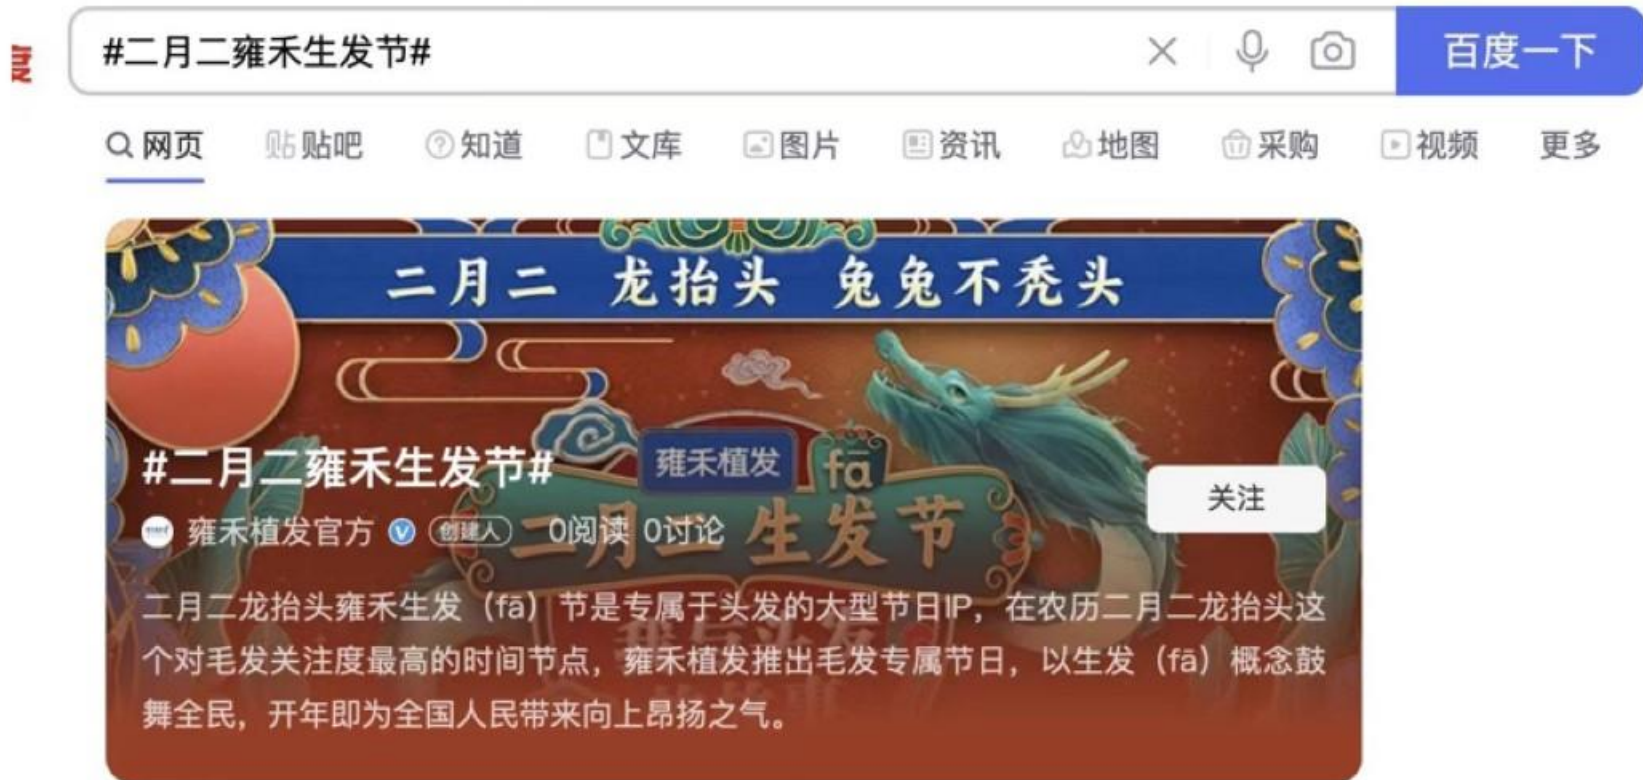 #二月二雍禾生发节#
百度一下
网页 贴吧 知道 文库 图片 资讯 地图 采购 视频 更多
二月二 龙抬头 兔兔不秃头
雍禾植发 fā
#二月二雍禾生发节#
二月二 生发节
关注
雍禾植发官方 创建人 0阅读 0讨论
二月二龙抬头雍禾生发（fā）节是专属于头发的大型节日IP，在农历二月二龙抬头这
个对毛发关注度最高的时间节点，雍禾植发推出毛发专属节日，以生发（fā）概念鼓
舞全民，开年即为全国人民带来向上昂扬之气。